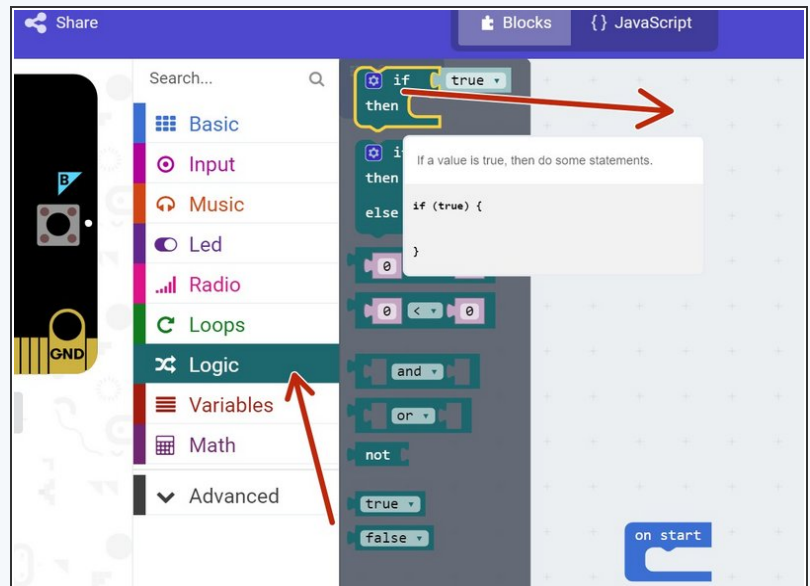 Share
Blocks
{} JavaScript
Search...
Basic
Input
Music
Led
Radio
Loops
Logic
Variables
Math
Advanced
B
GND
if true
then
If a value is true, then do some statements.
if (true) {
}
then
else
0
0 < 0
and
or
not
true
false
on start